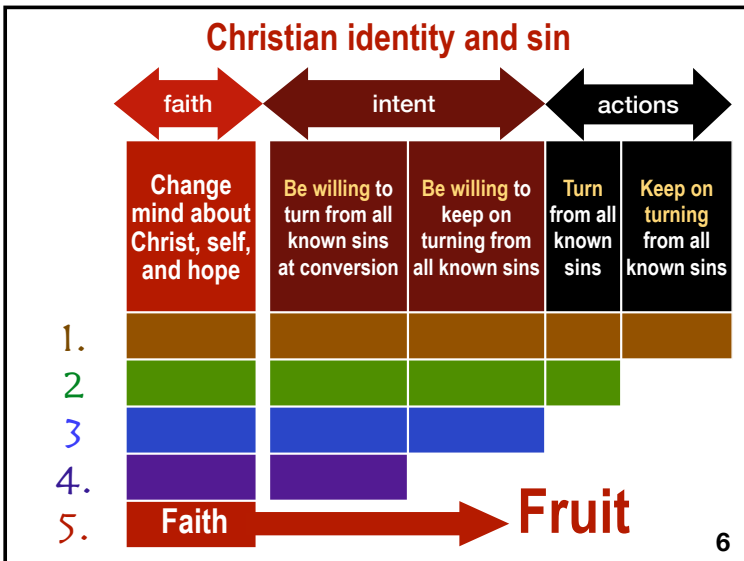 Christian identity and sin
faith
intent
actions
Change
mind about
Christ, self,
and hope
Be willing to
turn from all
known sins
at conversion
Be willing to
keep on
turning from
all known sins
Turn
from all
known
sins
Keep on
turning
from all
known sins
1.
2
3
4.
5.
Faith
Fruit
6